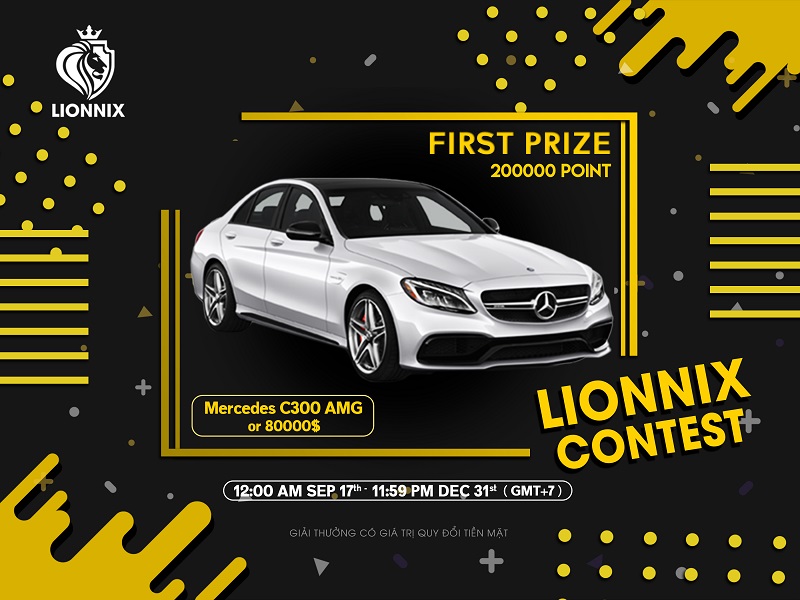 LIONNIX
FIRST PRIZE
200000 POINT
Mercedes C300 AMG
or 80000$
LIONNIX
CONTEST
12:00 AM SEP 17th - 11:59 PM DEC 31st ( GMT+7 )
GIẢI THƯỞNG CÓ GIÁ TRỊ QUY ĐỔI TIỀN MẶT